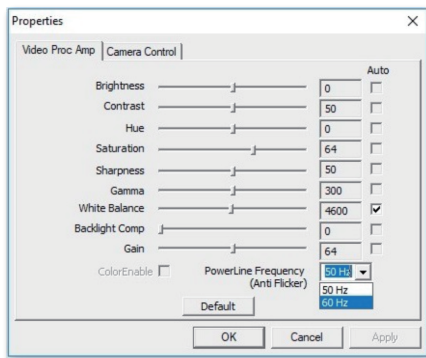 Properties
Video Proc Amp Camera Control
Auto
Brightness 0
Contrast 50
Hue 0
Saturation 64
Sharpness 50
Gamma 300
White Balance 4600
Backlight Comp 0
Gain 64
ColorEnable PowerLine Frequency 50 Hz
(Anti Flicker)
50 Hz
60 Hz
Default
OK Cancel Apply